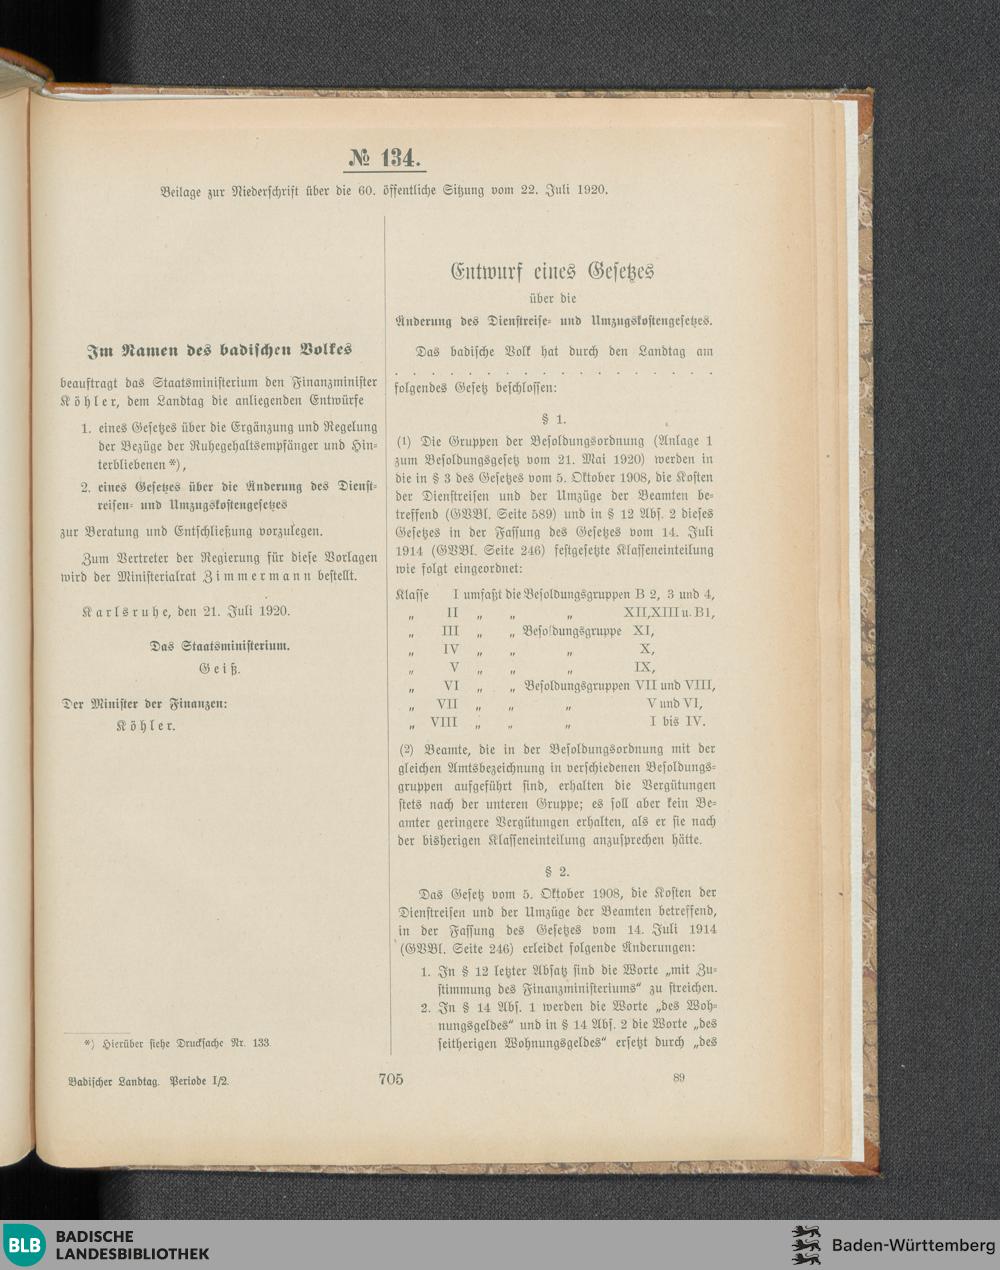 № 134.
Beilage zur Niederschrift über die 60. öffentliche Sitzung vom 22. Juli 1920.
Im Namen des badischen Volkes
beauftragt das Staatsministerium den Finanzminister
Köhler, dem Landtag die anliegenden Entwürfe
1. eines Gesetzes über die Ergänzung und Regelung
der Bezüge der Ruhegehaltsempfänger und Hin-
terbliebenen *),
2. eines Gesetzes über die Änderung des Dienst-
reisen- und Umzugskostengesetzes
zur Beratung und Entschließung vorzulegen.
Zum Vertreter der Regierung für diese Vorlagen
wird der Ministerialrat Zimmermann bestellt.
Karlsruhe, den 21. Juli 1920.
Das Staatsministerium.
Geiß.
Der Minister der Finanzen:
Köhler.
*) Hierüber siehe Drucksache Nr. 133
Entwurf eines Gesetzes
über die
Änderung des Dienstreise- und Umzugskostengesetzes.
Das badische Volk hat durch den Landtag am
. . . . . . . . . . . . . . . . . .
folgendes Gesetz beschlossen:
§ 1.
(1) Die Gruppen der Besoldungsordnung (Anlage 1
zum Besoldungsgesetz vom 21. Mai 1920) werden in
die in § 3 des Gesetzes vom 5. Oktober 1908, die Kosten
der Dienstreisen und der Umzüge der Beamten be-
treffend (GVBl. Seite 589) und in § 12 Abs. 2 dieses
Gesetzes in der Fassung des Gesetzes vom 14. Juli
1914 (GVBl. Seite 246) festgesetzte Klasseneinteilung
wie folgt eingeordnet:
Klasse I umfaßt die Besoldungsgruppen B 2, 3 und 4,
„ II „ „ „ XII, XIII u. B1,
„ III „ „ Besoldungsgruppe XI,
„ IV „ „ „ X,
„ V „ „ „ IX,
„ VI „ „ Besoldungsgruppen VII und VIII,
„ VII „ „ „ V und VI,
„ VIII „ „ „ I bis IV.
(2) Beamte, die in der Besoldungsordnung mit der
gleichen Amtsbezeichnung in verschiedenen Besoldungs-
gruppen aufgeführt sind, erhalten die Vergütungen
stets nach der unteren Gruppe; es soll aber kein Be-
amter geringere Vergütungen erhalten, als er sie nach
der bisherigen Klasseneinteilung anzusprechen hätte.
§ 2.
Das Gesetz vom 5. Oktober 1908, die Kosten der
Dienstreisen und der Umzüge der Beamten betreffend,
in der Fassung des Gesetzes vom 14. Juli 1914
(GVBl. Seite 246) erleidet folgende Änderungen:
1. In § 12 letzter Absatz sind die Worte „mit Zu-
stimmung des Finanzministeriums“ zu streichen.
2. In § 14 Abs. 1 werden die Worte „des Woh-
nungsgeldes“ und in § 14 Abs. 2 die Worte „des
seitherigen Wohnungsgeldes“ ersetzt durch „des
Badischer Landtag. Periode I/2.
705
89
BLB BADISCHE
LANDESBIBLIOTHEK
Baden-Württemberg